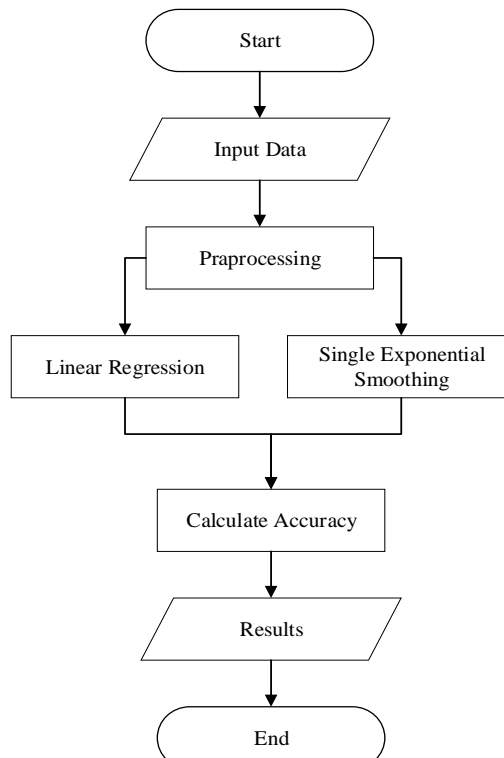 Start
Input Data
Praprocessing
Linear Regression
Single Exponential
Smoothing
Calculate Accuracy
Results
End